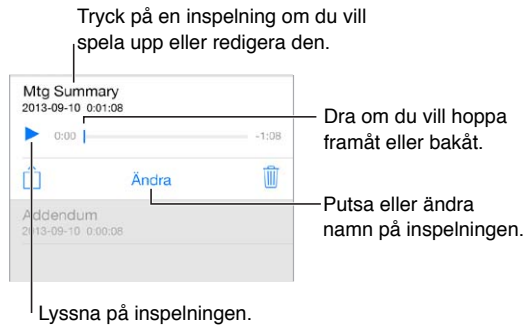 Tryck på en inspelning om du vill
spela upp eller redigera den.
Mtg Summary
2013-09-10 0:01:08
0:00
-1:08
Dra om du vill hoppa
framåt eller bakåt.
Ändra
Putsa eller ändra
namn på inspelningen.
Addendum
2013-09-10 0:00:08
Lyssna på inspelningen.